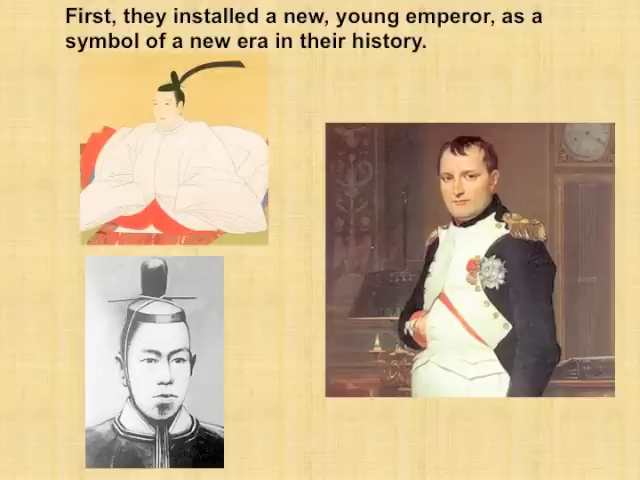 First, they installed a new, young emperor, as a
symbol of a new era in their history.